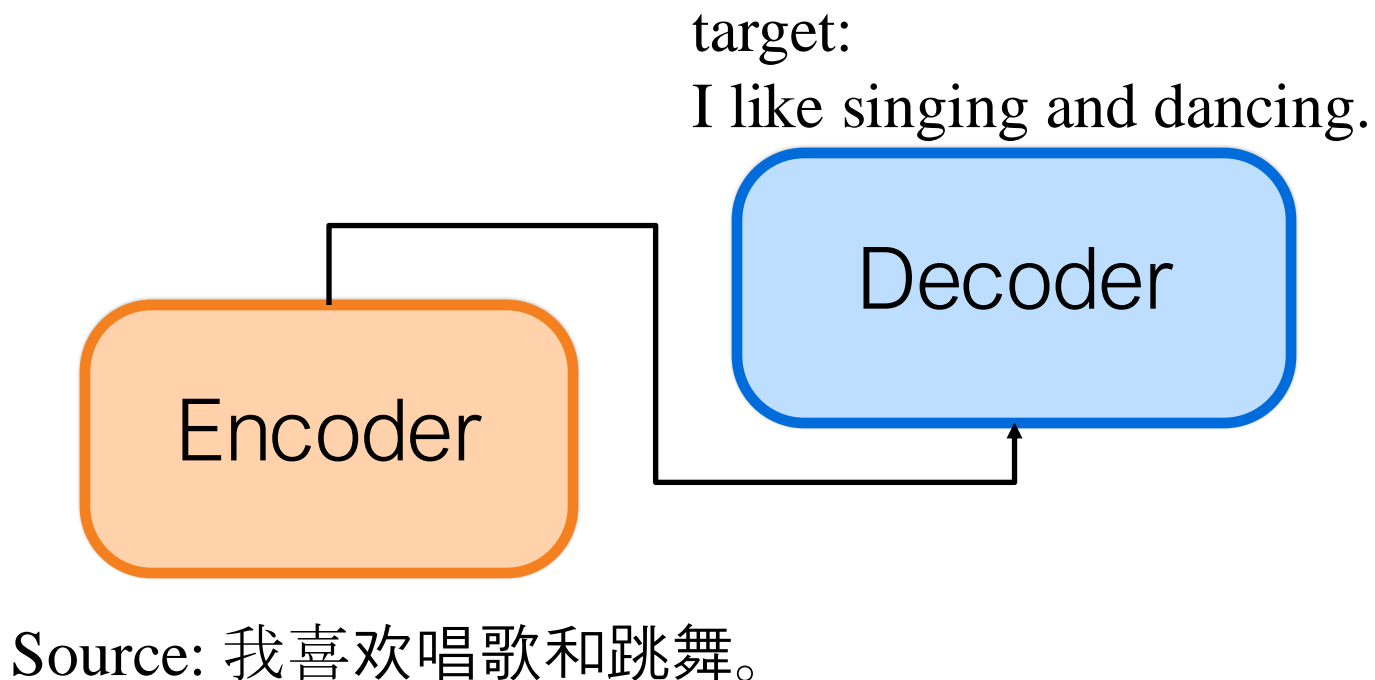 target:
I like singing and dancing.
Decoder
Encoder
Source: 我喜欢唱歌和跳舞。